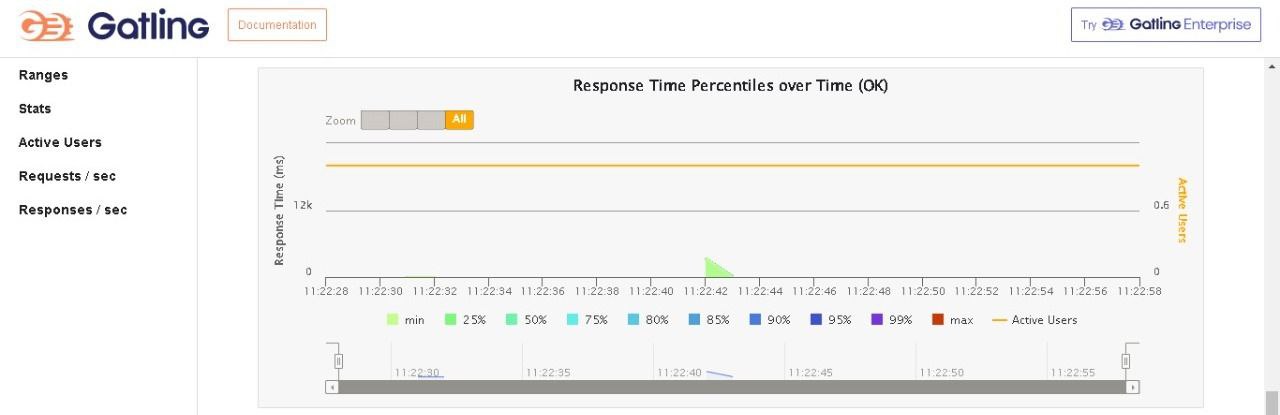 Gatling
Documentation
Try Gatling Enterprise
Ranges
Stats
Active Users
Requests / sec
Responses / sec
Response Time Percentiles over Time (OK)
Zoom All
Response Time (ms)
12k
0
Active Users
0.5
0
11:22:28 11:22:30 11:22:32 11:22:34 11:22:36 11:22:38 11:22:40 11:22:42 11:22:44 11:22:46 11:22:48 11:22:50 11:22:52 11:22:54 11:22:56 11:22:58
min 25% 50% 75% 80% 85% 90% 95% 99% max Active Users
11:22:30 11:22:35 11:22:40 11:22:45 11:22:50 11:22:55